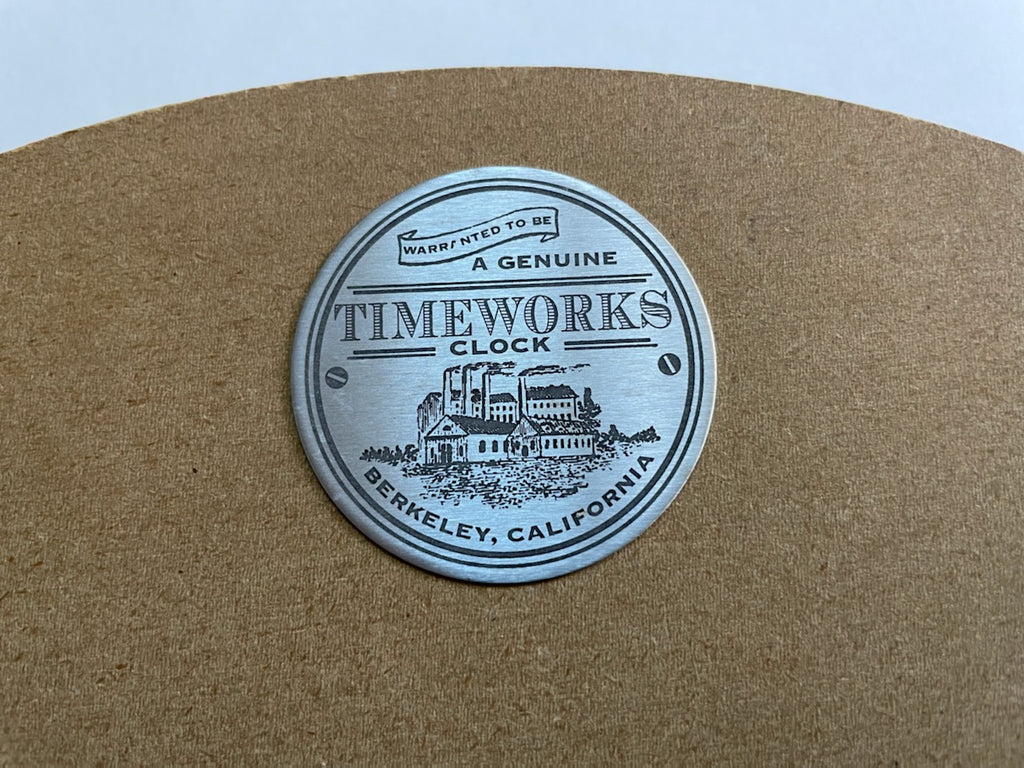 WARRANTED TO BE
A GENUINE
TIMEWORKS
CLOCK
BERKELEY, CALIFORNIA